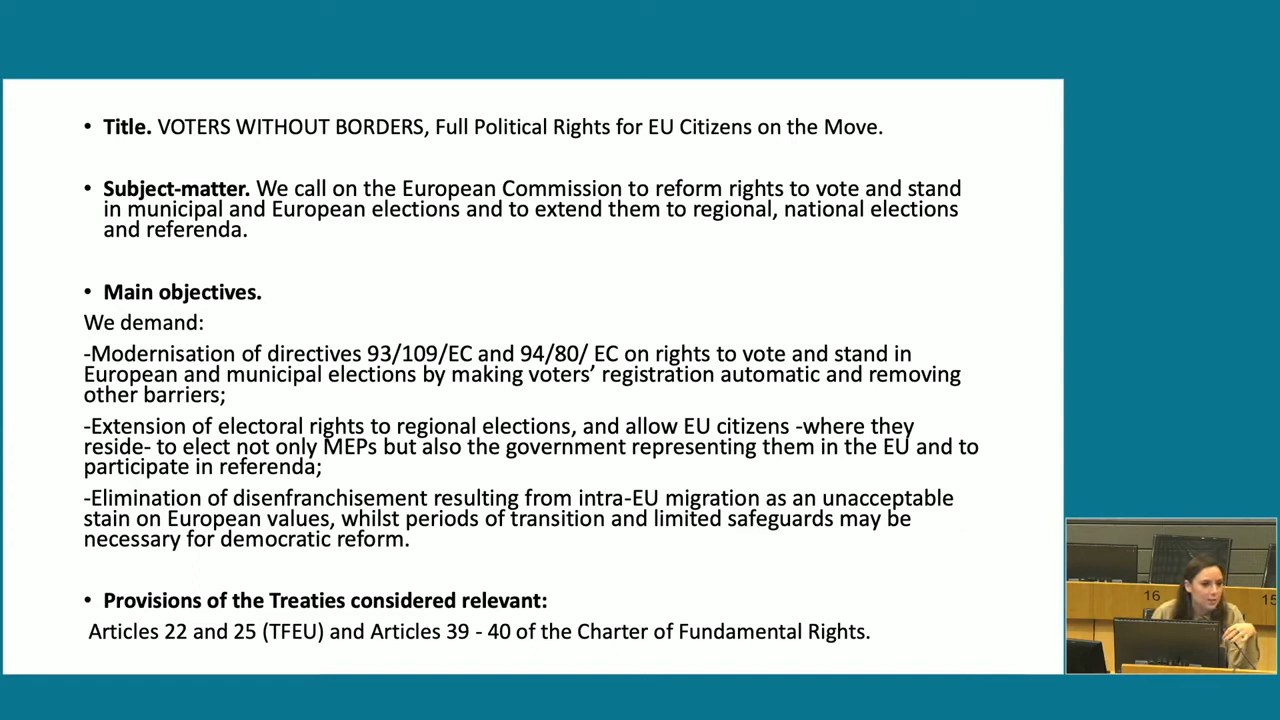 • Title. VOTERS WITHOUT BORDERS, Full Political Rights for EU Citizens on the Move.
• Subject-matter. We call on the European Commission to reform rights to vote and stand
in municipal and European elections and to extend them to regional, national elections
and referenda.
• Main objectives.
We demand:
-Modernisation of directives 93/109/EC and 94/80/ EC on rights to vote and stand in
European and municipal elections by making voters’ registration automatic and removing
other barriers;
-Extension of electoral rights to regional elections, and allow EU citizens -where they
reside- to elect not only MEPs but also the government representing them in the EU and to
participate in referenda;
-Elimination of disenfranchisement resulting from intra-EU migration as an unacceptable
stain on European values, whilst periods of transition and limited safeguards may be
necessary for democratic reform.
• Provisions of the Treaties considered relevant:
Articles 22 and 25 (TFEU) and Articles 39 - 40 of the Charter of Fundamental Rights.
16
15